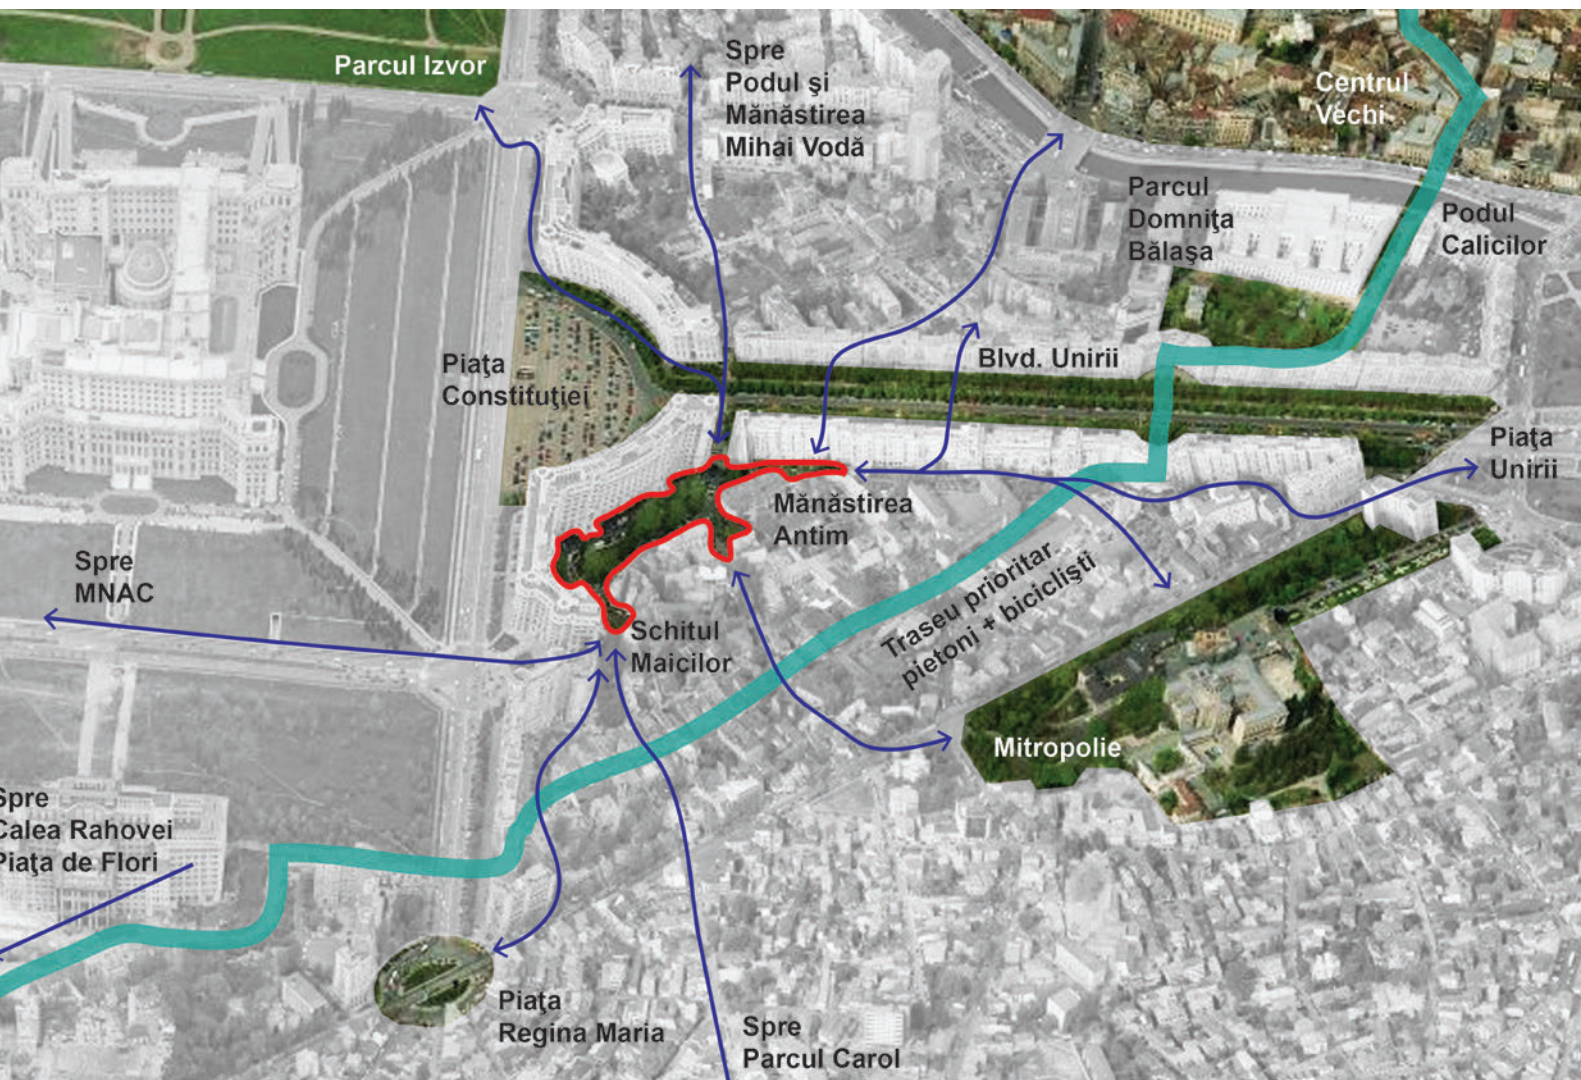 Parcul Izvor
Spre
Podul şi
Mănăstirea
Mihai Vodă
Centrul
Vechi
Parcul
Domniţa
Bălaşa
Podul
Calicilor
Piaţa
Constituţiei
Blvd. Unirii
Piaţa
Unirii
Mănăstirea
Antim
Spre
MNAC
Traseu prioritar
pietoni + biciclişti
Schitul
Maicilor
Mitropolie
Spre
Calea Rahovei
Piaţa de Flori
Piaţa
Regina Maria
Spre
Parcul Carol